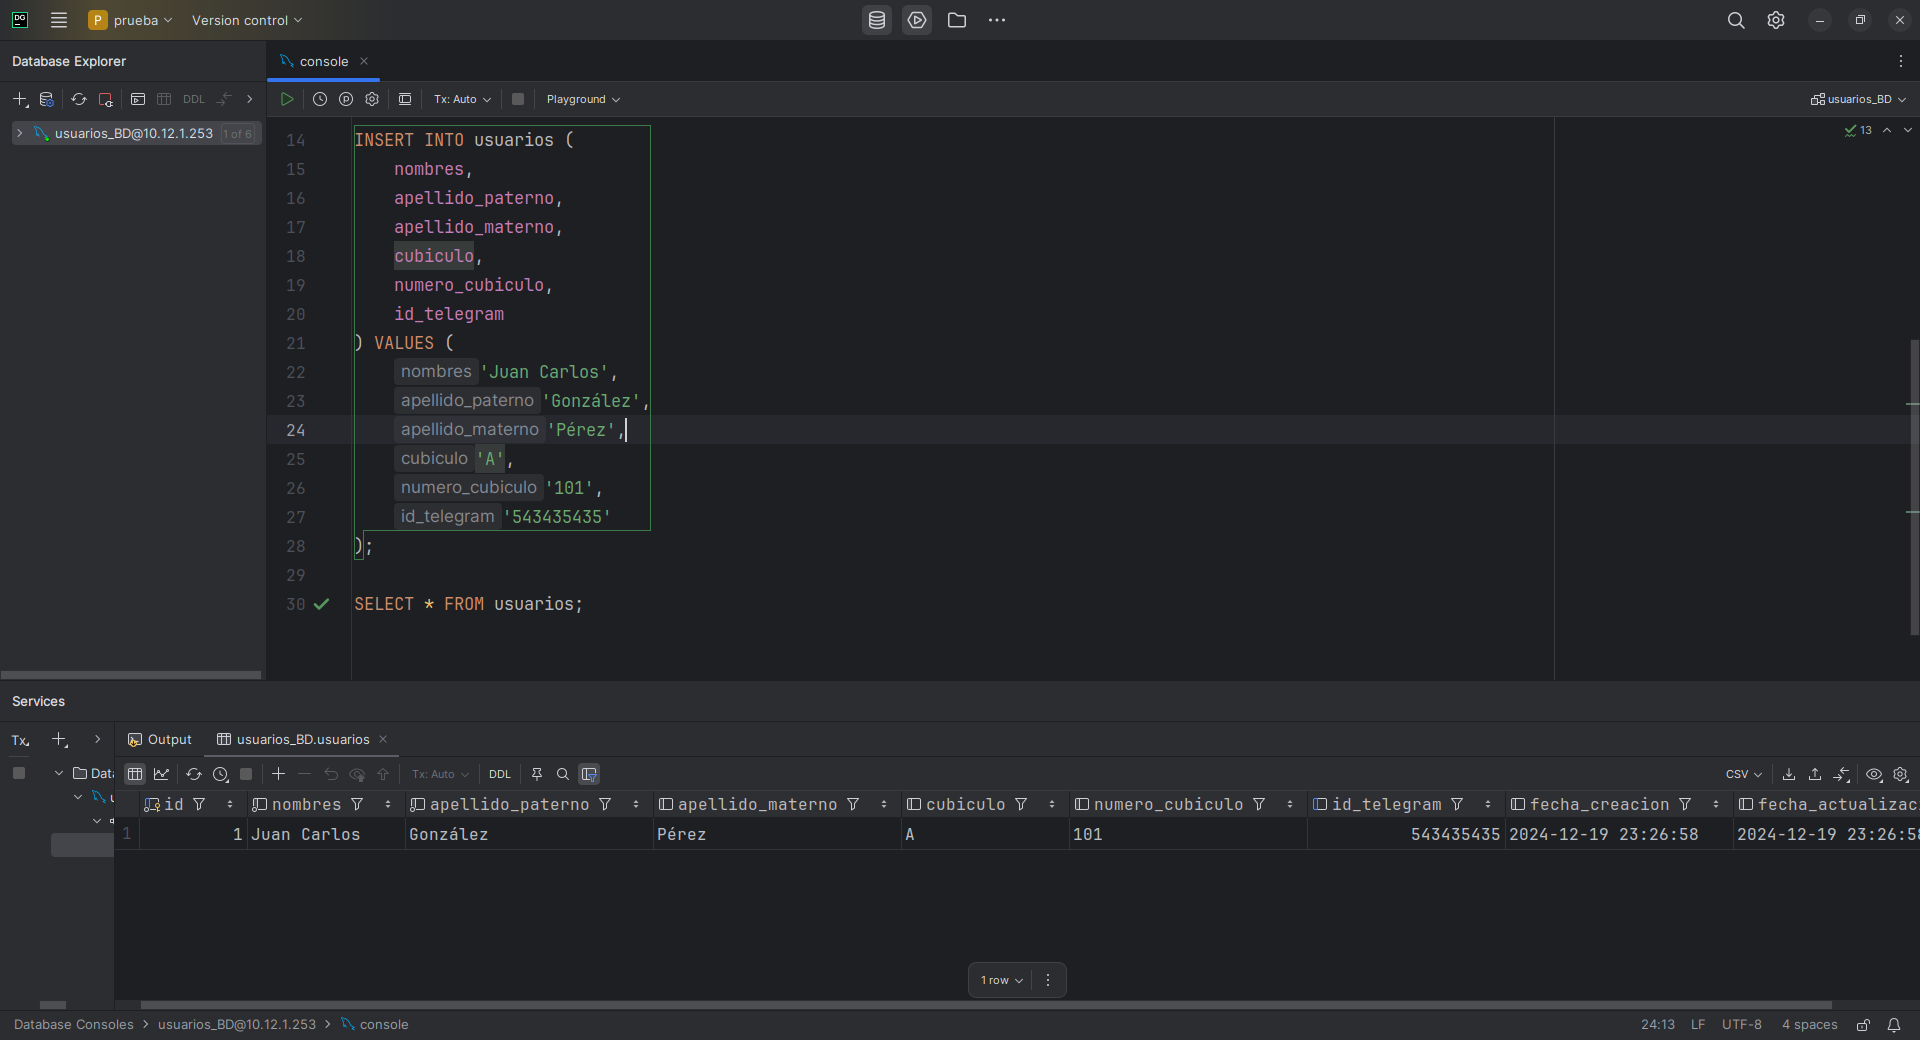 DG
P prueba Version control
Database Explorer
console
DDL
Tx: Auto
Playground
usuarios_BD
usuarios_BD@10.12.1.253 1 of 6
13
14 INSERT INTO usuarios (
15 nombres,
16 apellido_paterno,
17 apellido_materno,
18 cubiculo,
19 numero_cubiculo,
20 id_telegram
21 ) VALUES (
22 nombres 'Juan Carlos',
23 apellido_paterno 'González',
24 apellido_materno 'Pérez',
25 cubiculo 'A',
26 numero_cubiculo '101',
27 id_telegram '543435435'
28 );
29
30 SELECT * FROM usuarios;
Services
Tx
Output usuarios_BD.usuarios
Data
Tx: Auto DDL CSV
id nombres apellido_paterno apellido_materno cubiculo numero_cubiculo id_telegram fecha_creacion fecha_actualizac
1 1 Juan Carlos González Pérez A 101 543435435 2024-12-19 23:26:58 2024-12-19 23:26:58
1 row
Database Consoles > usuarios_BD@10.12.1.253 > console
24:13 LF UTF-8 4 spaces